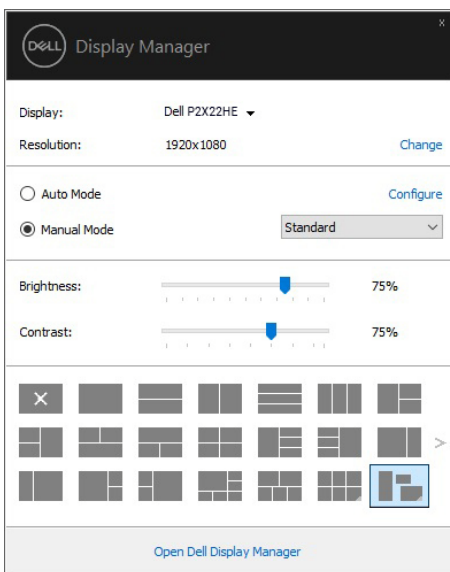 x
DELL Display Manager
Display: Dell P2X22HE
Resolution: 1920x1080 Change
Auto Mode Configure
Manual Mode Standard
Brightness: 75%
Contrast: 75%
>
Open Dell Display Manager